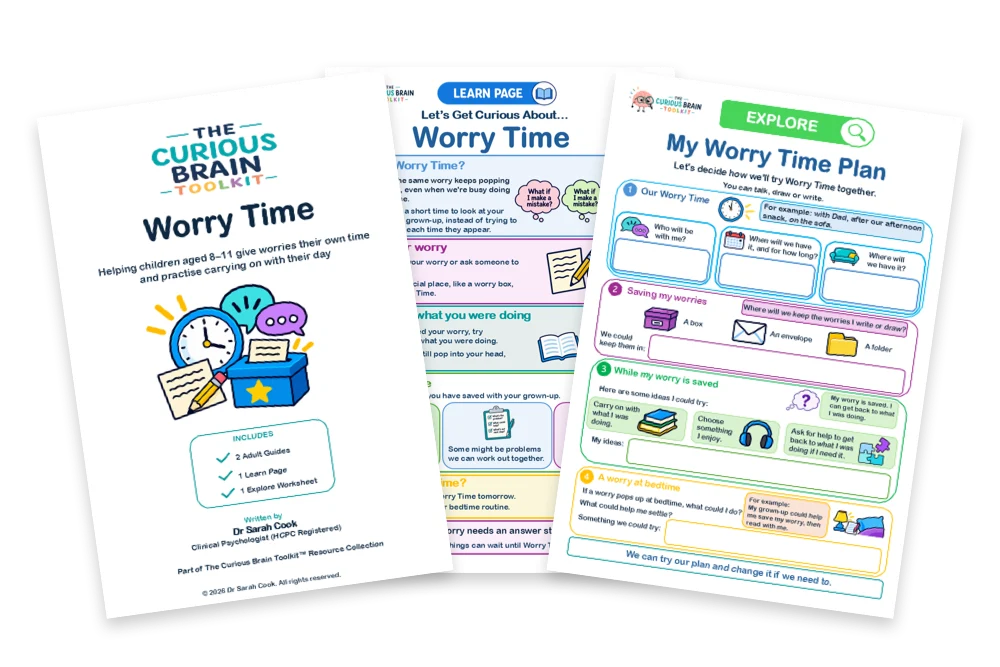 THE
CURIOUS
BRAIN
TOOLKIT
Worry Time
Helping children aged 8–11 give worries their own time
and practise carrying on with their day
INCLUDES
2 Adult Guides
1 Learn Page
1 Explore Worksheet
Written by
Dr Sarah Cook
Clinical Psychologist (HCPC Registered)
Part of The Curious Brain Toolkit™ Resource Collection
© 2026 Dr Sarah Cook. All rights reserved.
BRAIN
LEARN PAGE
Let's Get Curious About...
Worry Time
Worry Time?
he same worry keeps popping
, even when we're busy doing
a short time to look at your
grown-up, instead of trying to
each time they appear.
What if
I make a
mistake?
What if
I make a
mistake?
r worry
your worry or ask someone to
cial place, like a worry box,
Time.
what you were doing
ed your worry, try
what you were doing.
till pop into your head,
you have saved with your grown-up.
Some might be problems
we can work out together.
me?
rry Time tomorrow.
r bedtime routine.
orry needs an answer st
hings can wait until Worry T
THE
CURIOUS BRAIN
TOOLKIT
EXPLORE
My Worry Time Plan
Let's decide how we'll try Worry Time together.
You can talk, draw or write.
1 Our Worry Time
For example: with Dad, after our afternoon
snack, on the sofa.
Who will be
with me?
When will we have
it, and for how long?
Where will
we have it?
2 Saving my worries
Where will we keep the worries I write or draw?
A box
An envelope
A folder
We could
keep them in:
3 While my worry is saved
Here are some ideas I could try:
?
My worry is saved. I
can get back to what
I was doing.
Carry on with
what I was
doing.
Choose
something
I enjoy.
Ask for help to get
back to what I was
doing if I need it.
My ideas:
4 A worry at bedtime
If a worry pops up at bedtime, what could I do?
What could help me settle?
For example:
My grown-up could help
me save my worry, then
read with me.
Something we could try:
We can try our plan and change it if we need to.